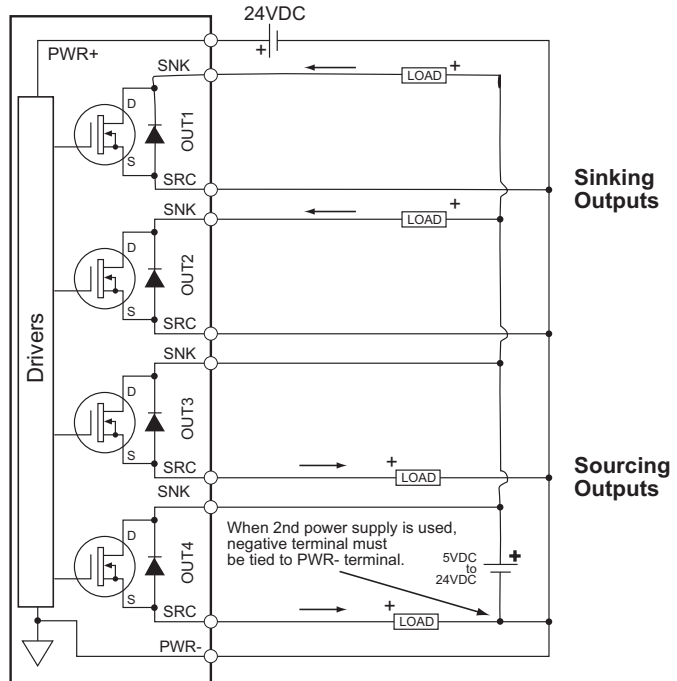 24VDC
+
PWR+
SNK
LOAD
+
D
S
OUT1
SRC
Sinking
Outputs
SNK
LOAD
+
D
S
OUT2
SRC
Drivers
SNK
D
S
OUT3
SRC
+
LOAD
Sourcing
Outputs
SNK
When 2nd power supply is used,
negative terminal must
be tied to PWR- terminal.
5VDC
to
24VDC
+
D
S
OUT4
SRC
+
LOAD
PWR-